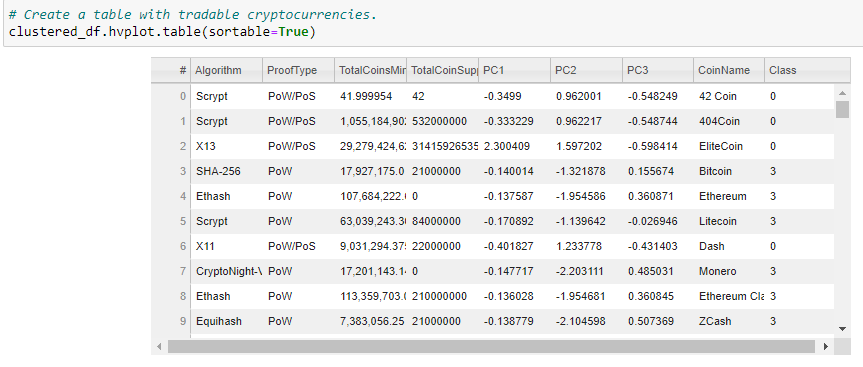 # Create a table with tradable cryptocurrencies.
clustered_df.hvplot.table(sortable=True)
# Algorithm ProofType TotalCoinsMin TotalCoinSupp PC1 PC2 PC3 CoinName Class
0 Scrypt PoW/PoS 41.999954 42 -0.3499 0.962001 -0.548249 42 Coin 0
1 Scrypt PoW/PoS 1,055,184,902 532000000 -0.333229 0.962217 -0.548744 404Coin 0
2 X13 PoW/PoS 29,279,424,62 31415926535 2.300409 1.597202 -0.598414 EliteCoin 0
3 SHA-256 PoW 17,927,175.0 21000000 -0.140014 -1.321878 0.155674 Bitcoin 3
4 Ethash PoW 107,684,222. 0 -0.137587 -1.954586 0.360871 Ethereum 3
5 Scrypt PoW 63,039,243.30 84000000 -0.170892 -1.139642 -0.026946 Litecoin 3
6 X11 PoW/PoS 9,031,294.37 22000000 -0.401827 1.233778 -0.431403 Dash 0
7 CryptoNight-V PoW 17,201,143.1 0 -0.147717 -2.203111 0.485031 Monero 3
8 Ethash PoW 113,359,703. 210000000 -0.136028 -1.954681 0.360845 Ethereum Cla 3
9 Equihash PoW 7,383,056.25 21000000 -0.138779 -2.104598 0.507369 ZCash 3